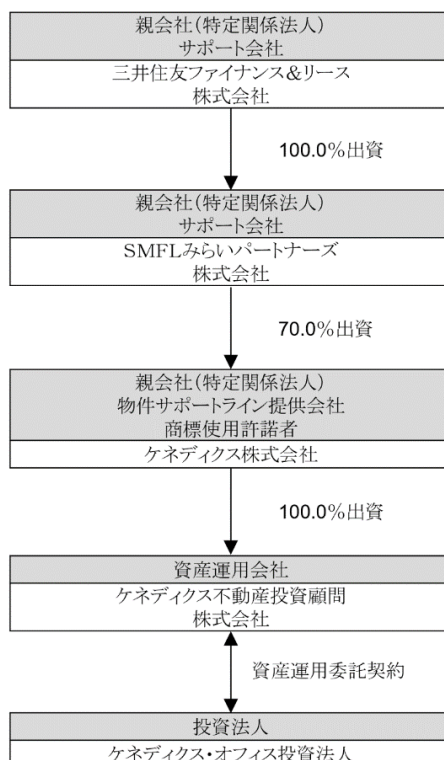 親会社(特定関係法人)
サポート会社
三井住友ファイナンス&リース
株式会社
100.0%出資
親会社(特定関係法人)
サポート会社
SMFLみらいパートナーズ
株式会社
70.0%出資
親会社(特定関係法人)
物件サポートライン提供会社
商標使用許諾者
ケネディクス株式会社
100.0%出資
資産運用会社
ケネディクス不動産投資顧問
株式会社
資産運用委託契約
投資法人
ケネディクス・オフィス投資法人